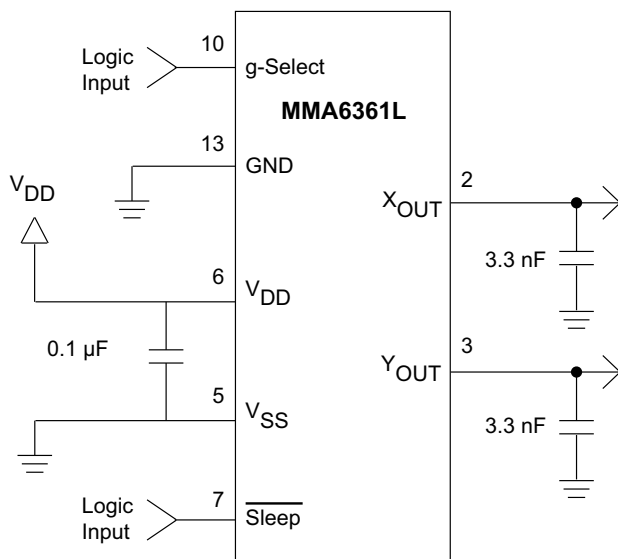 10
Logic
Input
g-Select
MMA6361L
13
GND
VDD
2
XOUT
3.3 nF
6
VDD
0.1 µF
3
YOUT
5
VSS
3.3 nF
7
Logic
Input
Sleep